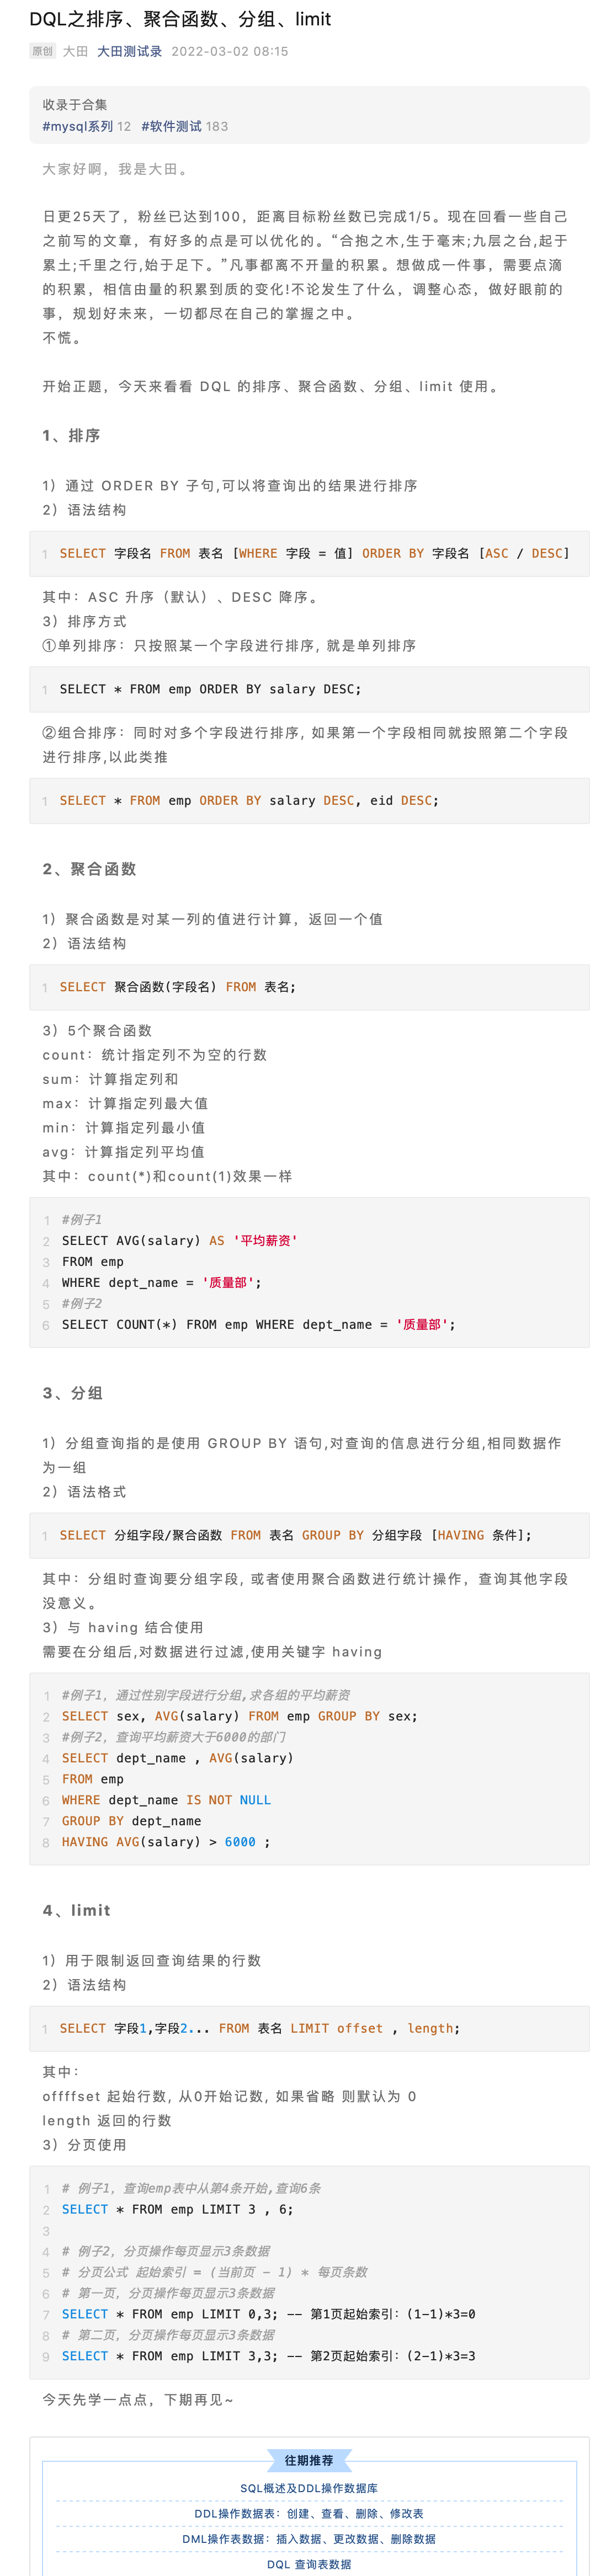 DQL之排序、聚合函数、分组、limit
原创 大田 大田测试录 2022-03-02 08:15
收录于合集
#mysql系列 12 #软件测试 183
大家好啊，我是大田。
日更25天了，粉丝已达到100，距离目标粉丝数已完成1/5。现在回看一些自己
之前写的文章，有好多的点是可以优化的。“合抱之木,生于毫末;九层之台,起于
累土;千里之行,始于足下。”凡事都离不开量的积累。想做成一件事，需要点滴
的积累，相信由量的积累到质的变化!不论发生了什么，调整心态，做好眼前的
事，规划好未来，一切都尽在自己的掌握之中。
不慌。
开始正题，今天来看看 DQL 的排序、聚合函数、分组、limit 使用。
1、排序
1）通过 ORDER BY 子句,可以将查询出的结果进行排序
2）语法结构
1 SELECT 字段名 FROM 表名 [WHERE 字段 = 值] ORDER BY 字段名 [ASC / DESC]
其中：ASC 升序（默认）、DESC 降序。
3）排序方式
①单列排序：只按照某一个字段进行排序, 就是单列排序
1 SELECT * FROM emp ORDER BY salary DESC;
②组合排序：同时对多个字段进行排序, 如果第一个字段相同就按照第二个字段
进行排序,以此类推
1 SELECT * FROM emp ORDER BY salary DESC, eid DESC;
2、聚合函数
1）聚合函数是对某一列的值进行计算，返回一个值
2）语法结构
1 SELECT 聚合函数(字段名) FROM 表名;
3）5个聚合函数
count：统计指定列不为空的行数
sum：计算指定列和
max：计算指定列最大值
min：计算指定列最小值
avg：计算指定列平均值
其中：count(*)和count(1)效果一样
1 #例子1
2 SELECT AVG(salary) AS '平均薪资'
3 FROM emp
4 WHERE dept_name = '质量部';
5 #例子2
6 SELECT COUNT(*) FROM emp WHERE dept_name = '质量部';
3、分组
1）分组查询指的是使用 GROUP BY 语句,对查询的信息进行分组,相同数据作
为一组
2）语法格式
1 SELECT 分组字段/聚合函数 FROM 表名 GROUP BY 分组字段 [HAVING 条件];
其中：分组时查询要分组字段, 或者使用聚合函数进行统计操作，查询其他字段
没意义。
3）与 having 结合使用
需要在分组后,对数据进行过滤,使用关键字 having
1 #例子1，通过性别字段进行分组,求各组的平均薪资
2 SELECT sex, AVG(salary) FROM emp GROUP BY sex;
3 #例子2，查询平均薪资大于6000的部门
4 SELECT dept_name , AVG(salary)
5 FROM emp
6 WHERE dept_name IS NOT NULL
7 GROUP BY dept_name
8 HAVING AVG(salary) > 6000 ;
4、limit
1）用于限制返回查询结果的行数
2）语法结构
1 SELECT 字段1,字段2... FROM 表名 LIMIT offset , length;
其中：
offffset 起始行数, 从0开始记数, 如果省略 则默认为 0
length 返回的行数
3）分页使用
1 # 例子1，查询emp表中从第4条开始,查询6条
2 SELECT * FROM emp LIMIT 3 , 6;
3
4 # 例子2，分页操作每页显示3条数据
5 # 分页公式 起始索引 = (当前页 - 1) * 每页条数
6 # 第一页，分页操作每页显示3条数据
7 SELECT * FROM emp LIMIT 0,3; -- 第1页起始索引：(1-1)*3=0
8 # 第二页，分页操作每页显示3条数据
9 SELECT * FROM emp LIMIT 3,3; -- 第2页起始索引：(2-1)*3=3
今天先学一点点，下期再见~
往期推荐
SQL概述及DDL操作数据库
DDL操作数据表：创建、查看、删除、修改表
DML操作表数据：插入数据、更改数据、删除数据
DQL 查询表数据